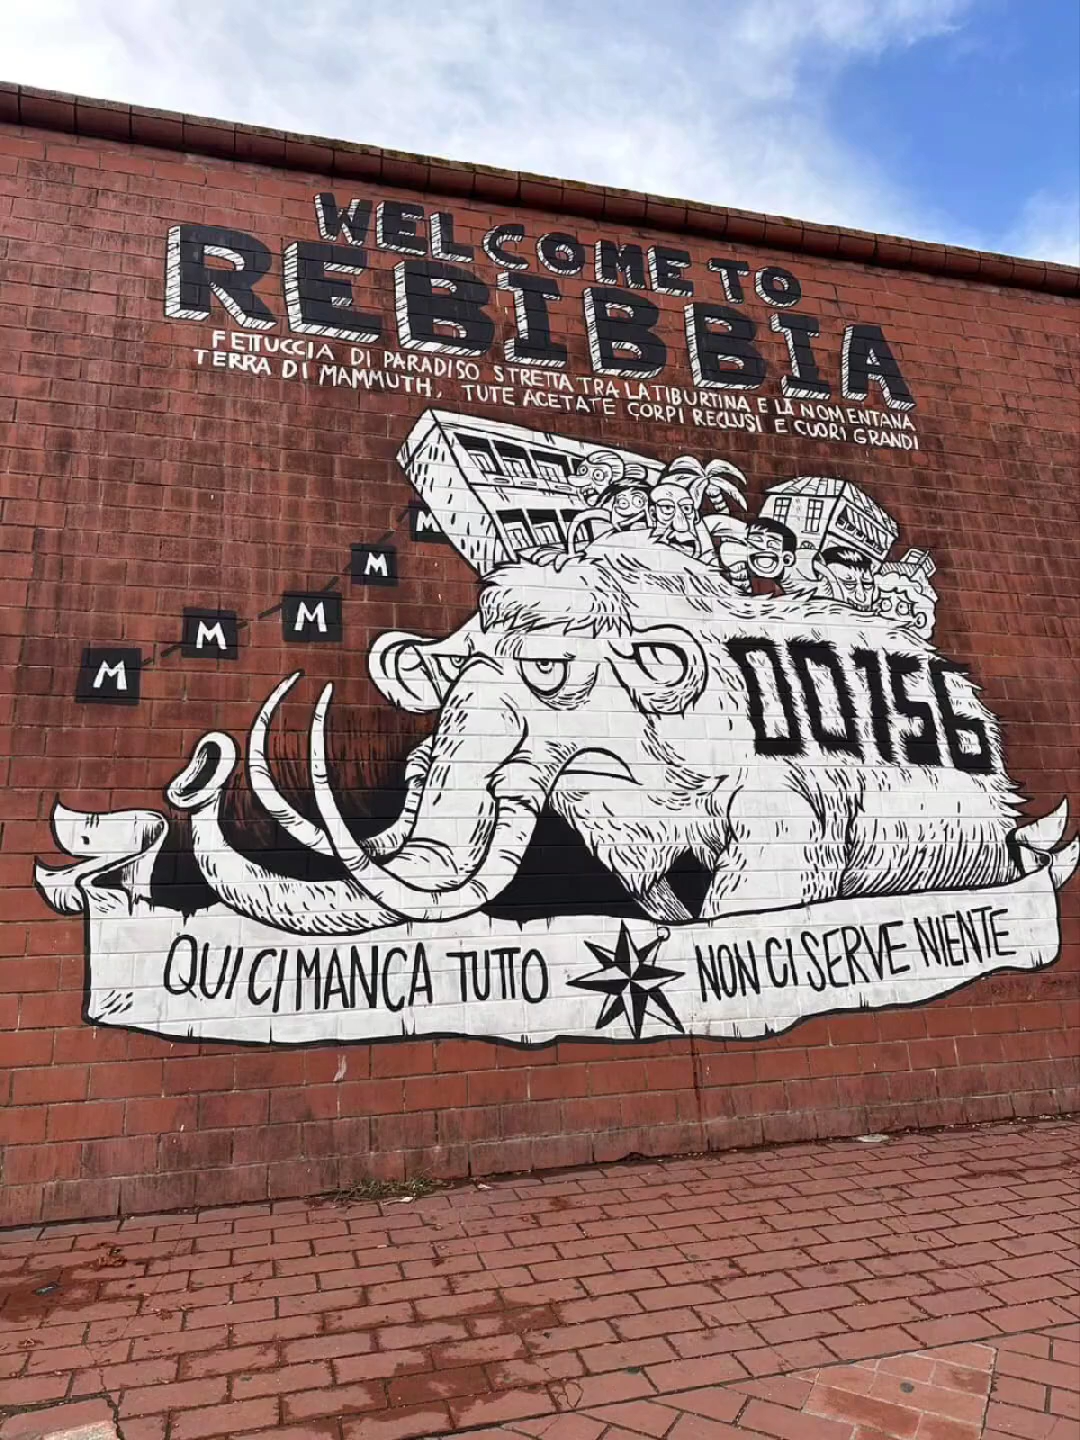 WELCOME TO
REBIBBIA
FETTUCCIA DI PARADISO STRETTA TRA LA TIBURTINA E LA NOMENTANA
TERRA DI MAMMUTH, TUTE ACETATE CORPI RECLUSI E CUORI GRANDI
M
M
M
M
M
00156
QUI CI MANCA TUTTO NON CI SERVE NIENTE